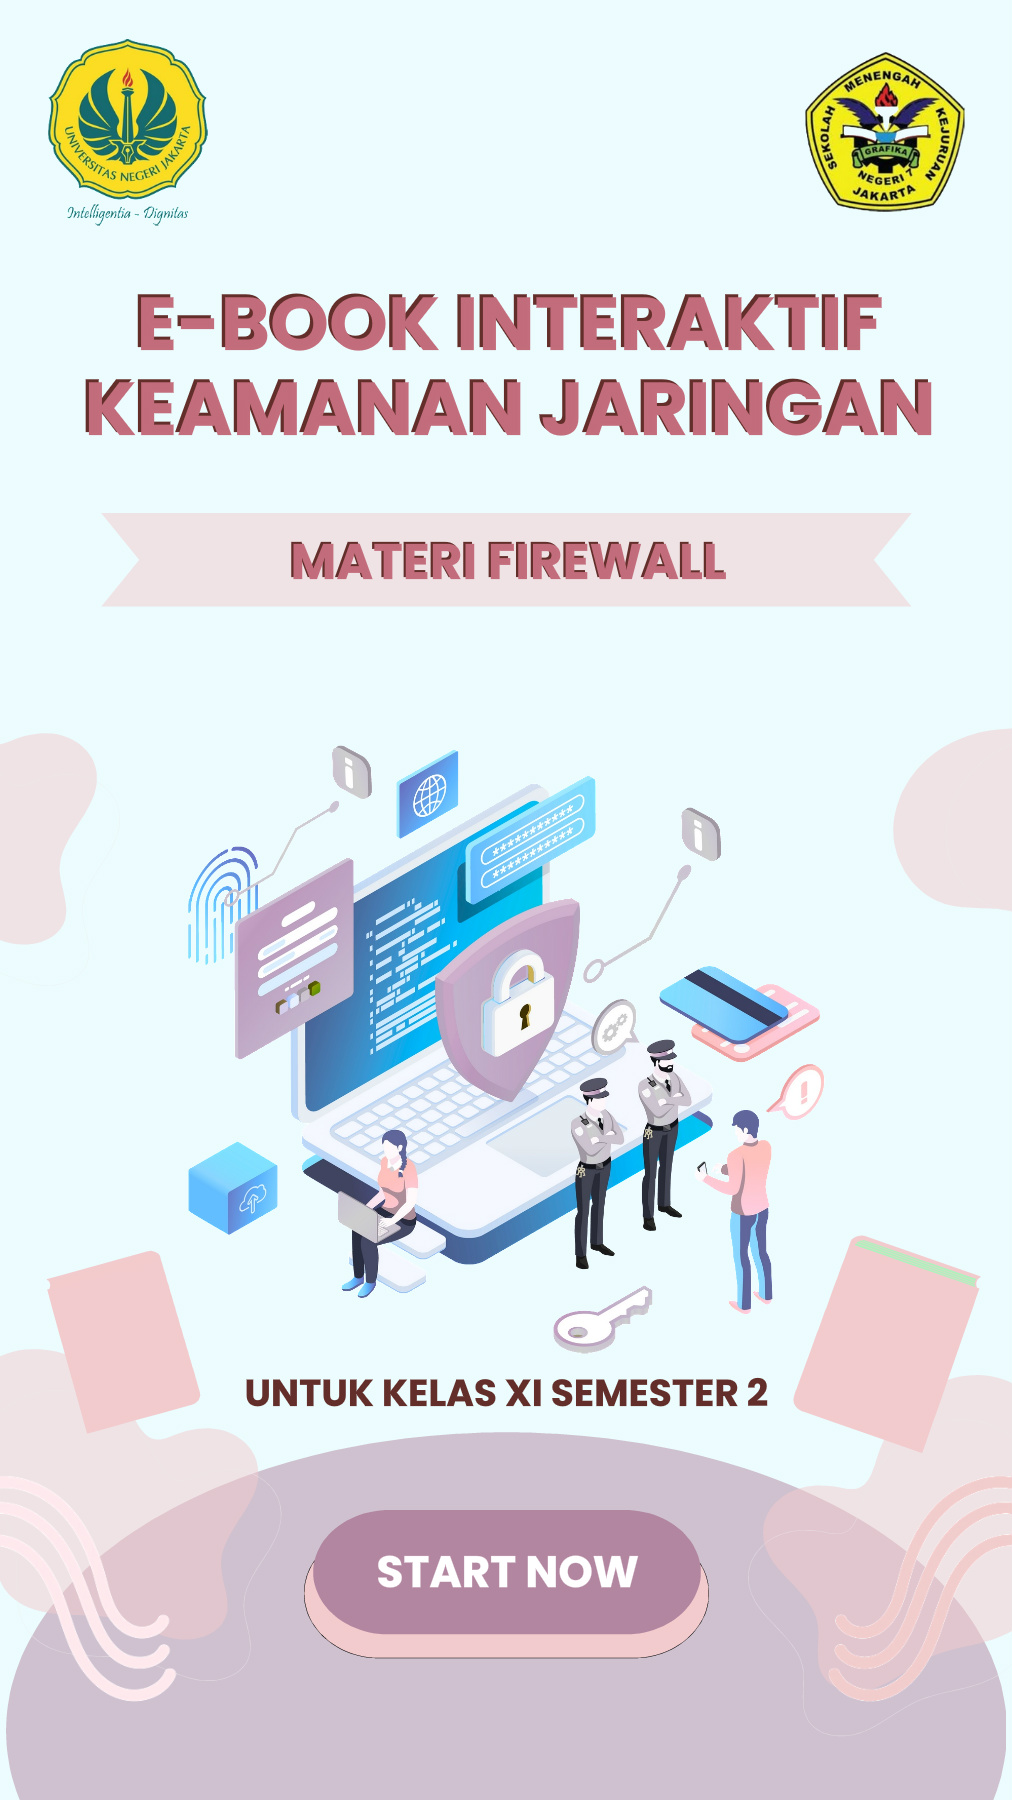 UNIVERSITAS NEGERI JAKARTA
Intelligentia - Dignitas
SEKOLAH MENENGAH KEJURUAN
GRAFIKA
NEGERI 7
JAKARTA
E-BOOK INTERAKTIF
KEAMANAN JARINGAN
MATERI FIREWALL
i
***********
i
***********
!
UNTUK KELAS XI SEMESTER 2
START NOW